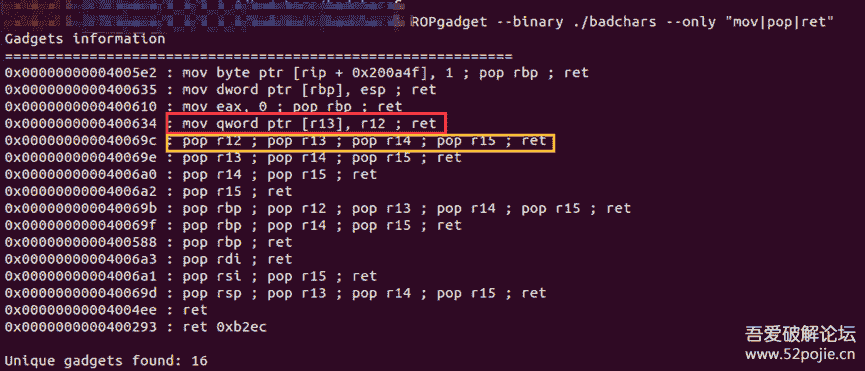 ROPgadget --binary ./badchars --only "mov|pop|ret"
Gadgets information
============================================================
0x00000000004005e2 : mov byte ptr [rip + 0x200a4f], 1 ; pop rbp ; ret
0x0000000000400635 : mov dword ptr [rbp], esp ; ret
0x0000000000400610 : mov eax, 0 ; pop rbp ; ret
0x0000000000400634 : mov qword ptr [r13], r12 ; ret
0x000000000040069c : pop r12 ; pop r13 ; pop r14 ; pop r15 ; ret
0x000000000040069e : pop r13 ; pop r14 ; pop r15 ; ret
0x00000000004006a0 : pop r14 ; pop r15 ; ret
0x00000000004006a2 : pop r15 ; ret
0x000000000040069b : pop rbp ; pop r12 ; pop r13 ; pop r14 ; pop r15 ; ret
0x000000000040069f : pop rbp ; pop r14 ; pop r15 ; ret
0x0000000000400588 : pop rbp ; ret
0x00000000004006a3 : pop rdi ; ret
0x00000000004006a1 : pop rsi ; pop r15 ; ret
0x000000000040069d : pop rsp ; pop r13 ; pop r14 ; pop r15 ; ret
0x00000000004004ee : ret
0x0000000000400293 : ret 0xb2ec
Unique gadgets found: 16
吾爱破解论坛
www.52pojie.cn